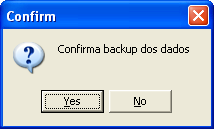 Confirm
Confirma backup dos dados
Yes
No